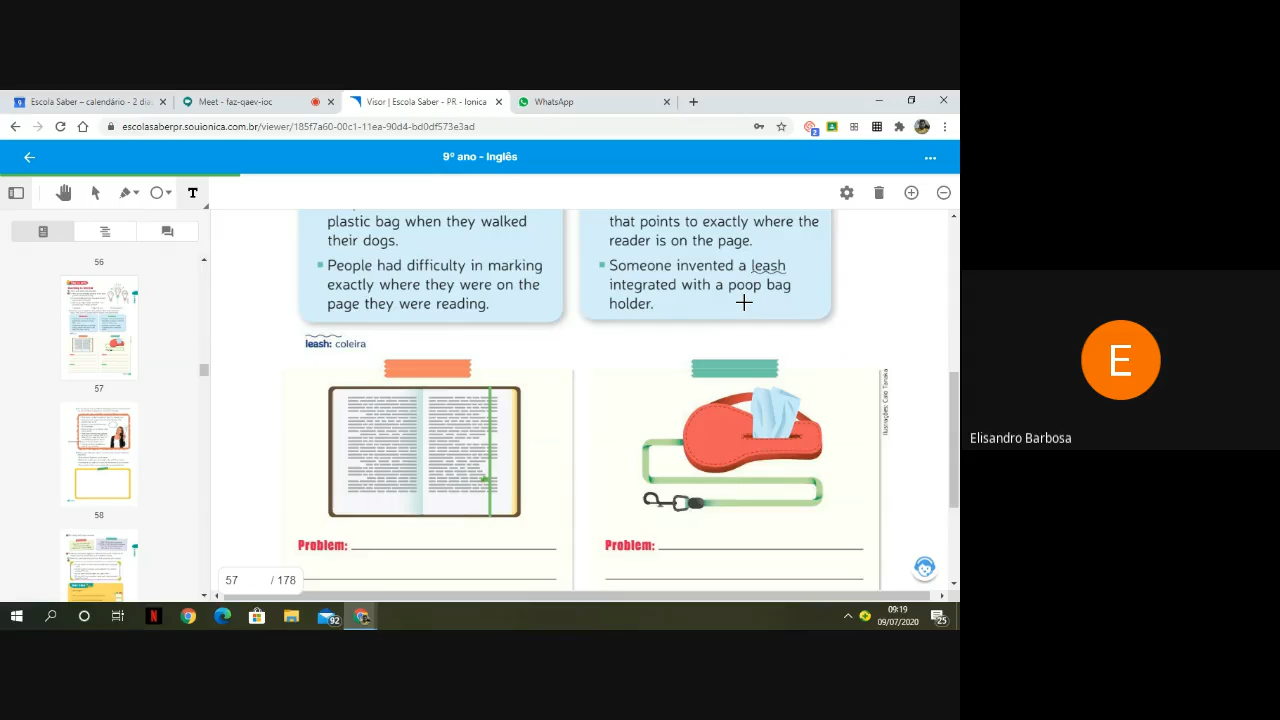 Escola Saber – calendário - 2 dia
Meet - faz-qaev-ioc
Visor | Escola Saber - PR - Ionica
WhatsApp
escolasaberpr.souionica.com.br/viewer/185f7a60-00c1-11ea-90d4-bd0df573e3ad
2
9º ano - Inglês
T
56
57
58
plastic bag when they walked
their dogs.
People had difficulty in marking
exactly where they were on the
page they were reading.
that points to exactly where the
reader is on the page.
Someone invented a leash
integrated with a poop bag
holder.
leash: coleira
Ilustrações: Caio Tanaka
Problem:
Problem:
57 / 178
E
Elisandro Barbosa
N
92
09:19
09/07/2020
25